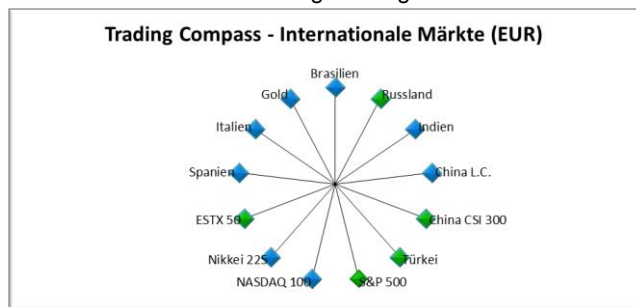 Trading Compass - Internationale Märkte (EUR)
Brasilien
Gold
Russland
Italien
Indien
Spanien
China L.C.
ESTX 50
China CSI 300
Nikkei 225
Türkei
NASDAQ 100
S&P 500